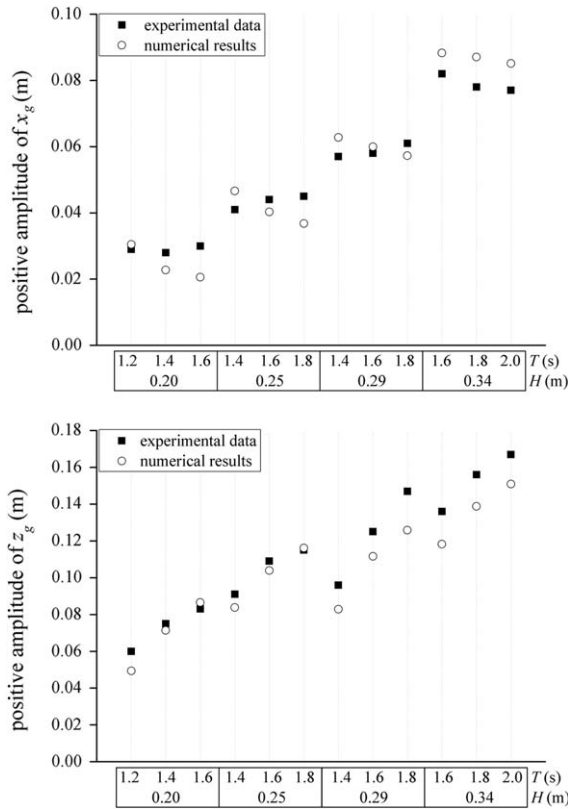 0.10
experimental data
numerical results
0.08
0.06
0.04
0.02
0.00
positive amplitude of x_g (m)
1.2 1.4 1.6 1.4 1.6 1.8 1.4 1.6 1.8 1.6 1.8 2.0 T (s)
0.20 0.25 0.29 0.34 H (m)
0.18
experimental data
numerical results
0.16
0.14
0.12
0.10
0.08
0.06
0.04
0.02
0.00
positive amplitude of z_g (m)
1.2 1.4 1.6 1.4 1.6 1.8 1.4 1.6 1.8 1.6 1.8 2.0 T (s)
0.20 0.25 0.29 0.34 H (m)